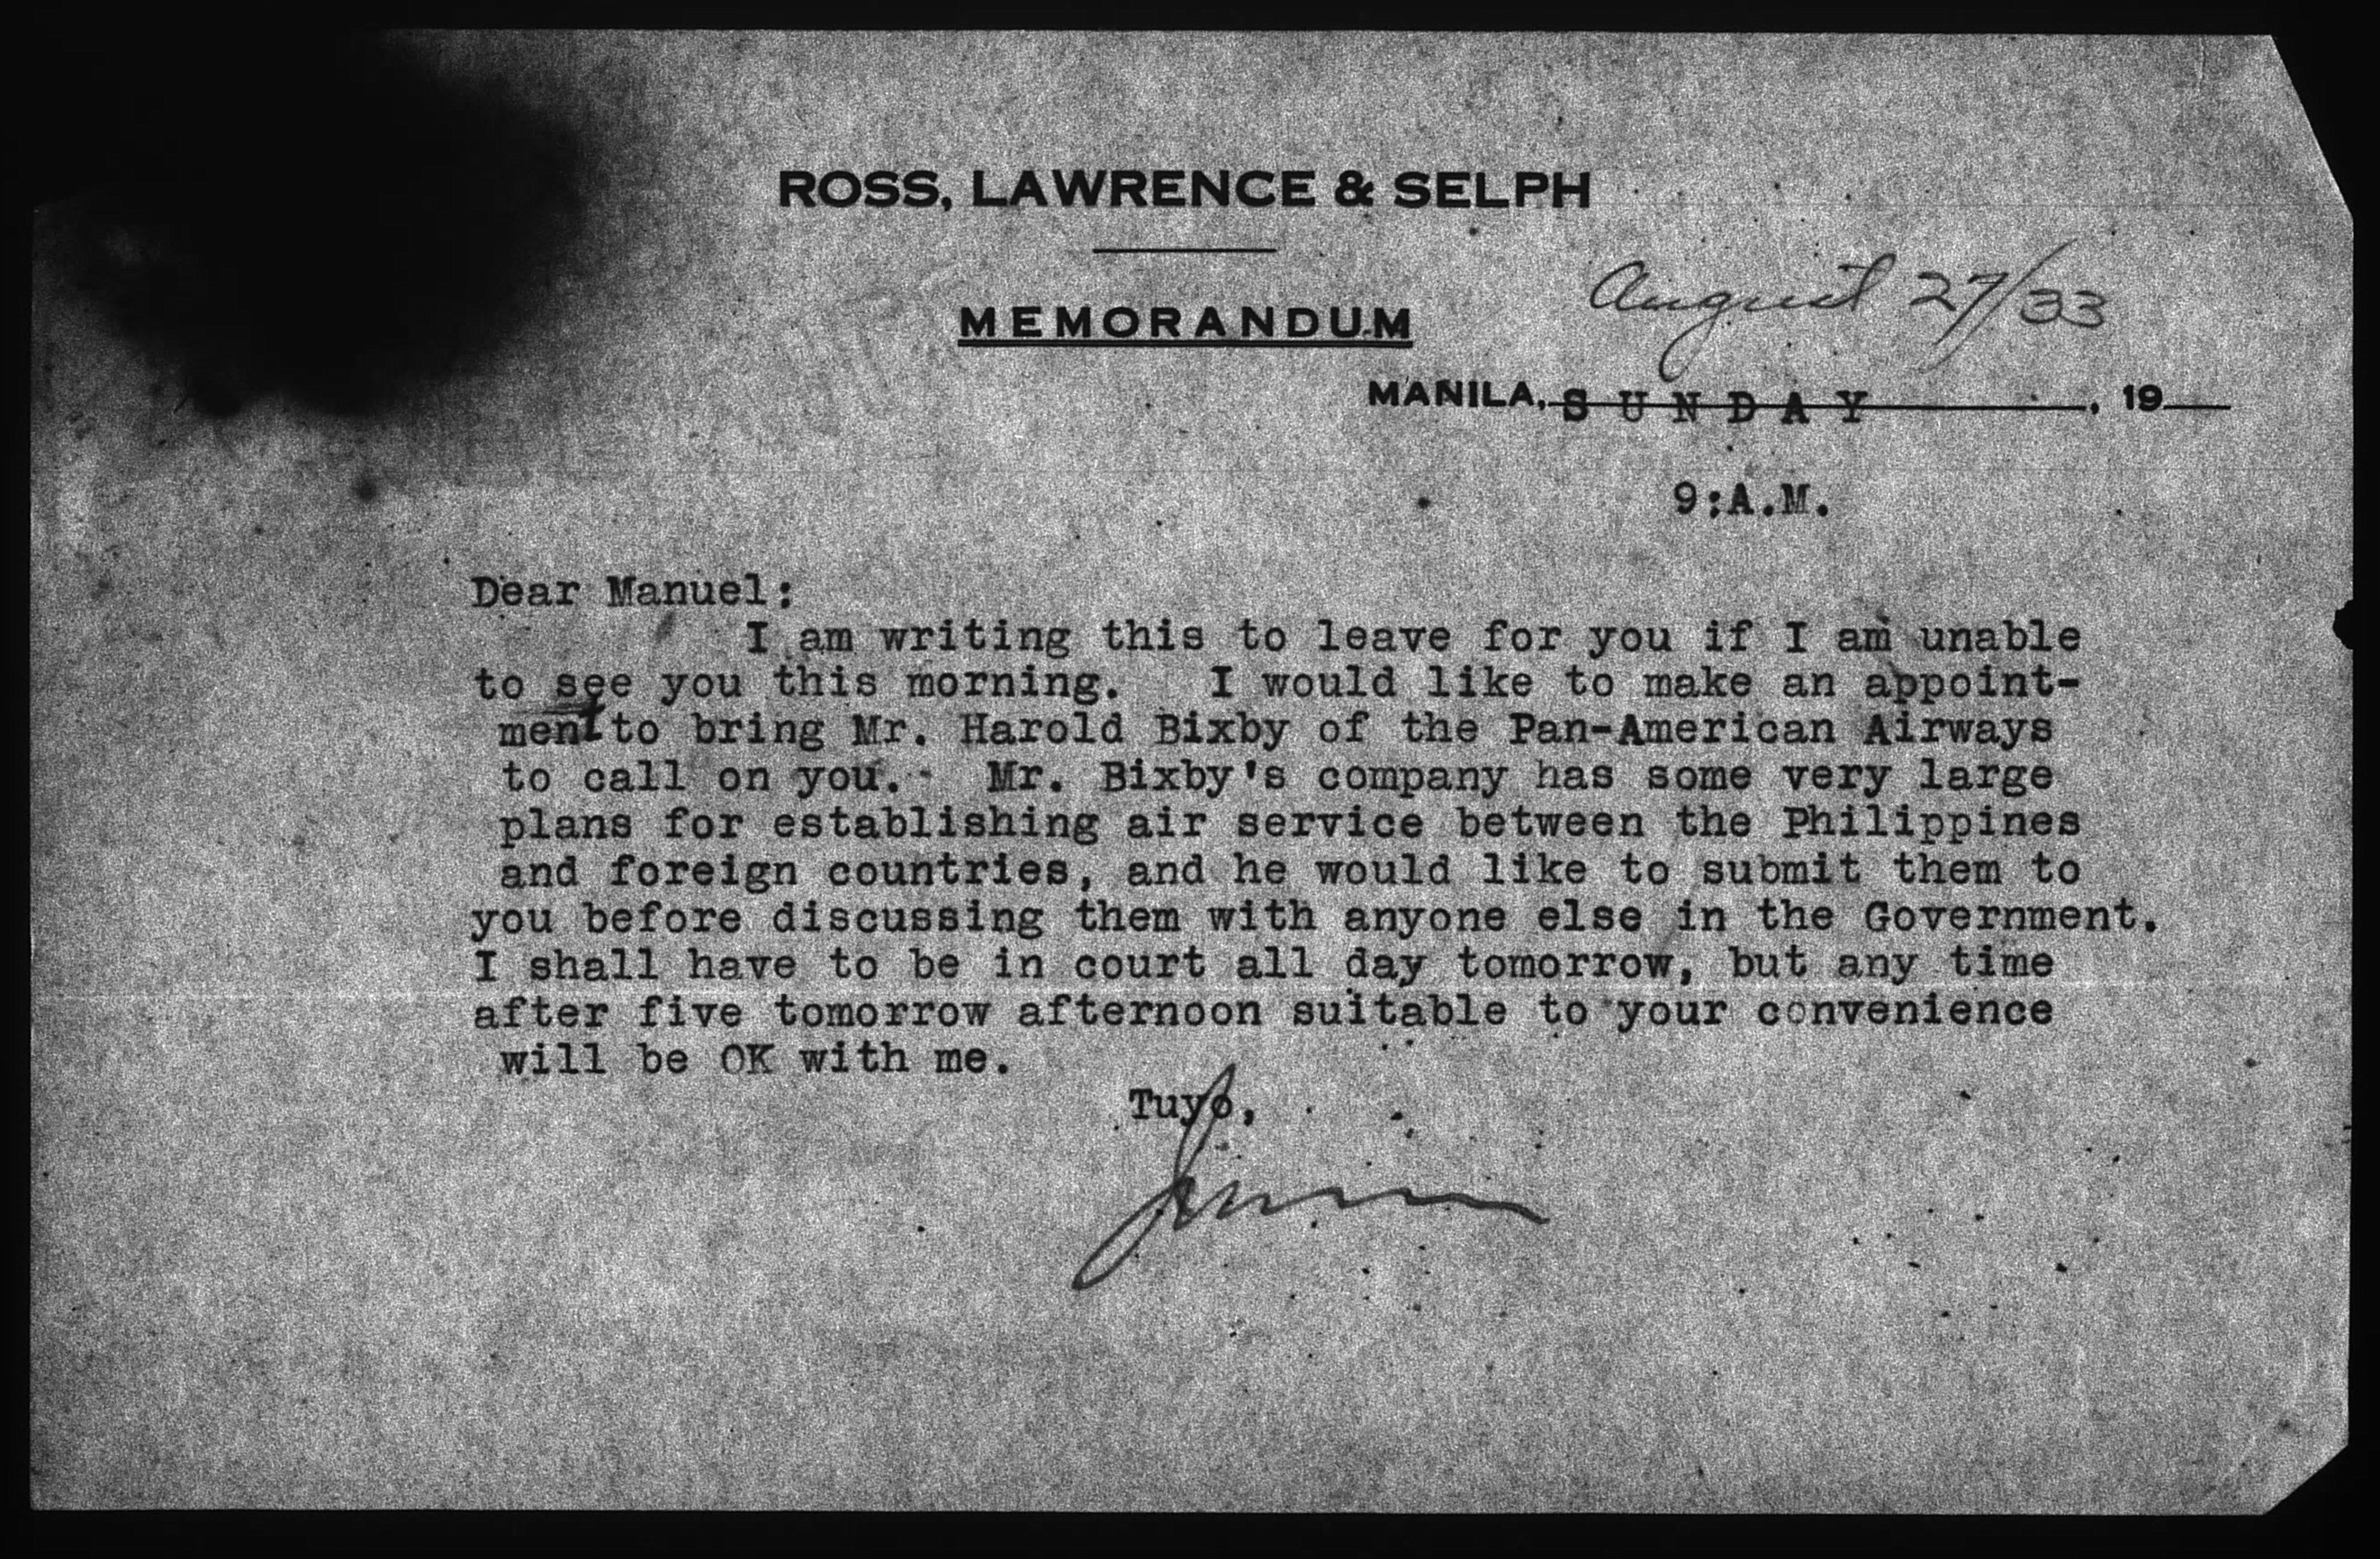 ROSS, LAWRENCE & SELPH
MEMORANDUM
August 27/33
MANILA, SUNDAY, 19
9:A.M.
Dear Manuel:
I am writing this to leave for you if I am unable
to see you this morning. I would like to make an appoint-
ment to bring Mr. Harold Bixby of the Pan-American Airways
to call on you. Mr. Bixby's company has some very large
plans for establishing air service between the Philippines
and foreign countries, and he would like to submit them to
you before discussing them with anyone else in the Government.
I shall have to be in court all day tomorrow, but any time
after five tomorrow afternoon suitable to your convenience
will be OK with me.
Tuyo,